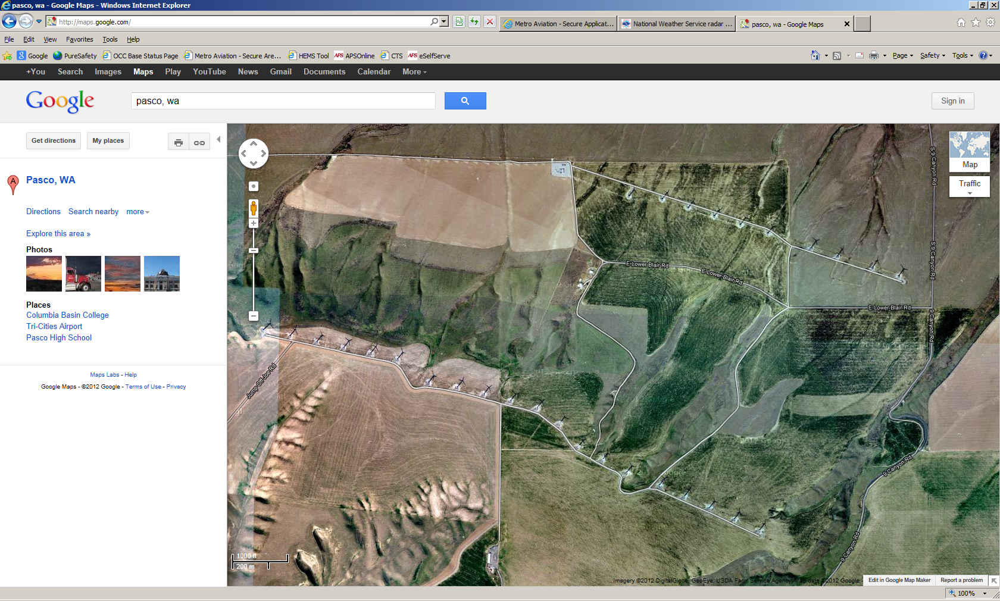 pasco, wa - Google Maps - Windows Internet Explorer
http://maps.google.com/
Metro Aviation - Secure Applicat...
National Weather Service radar ...
pasco, wa - Google Maps
File Edit View Favorites Tools Help
Google PureSafety OCC Base Status Page Metro Aviation - Secure Are... HEMS Tool APS APSOnline CTS APS eSelfServe
Page Safety Tools
+You Search Images Maps Play YouTube News Gmail Documents Calendar More
Google
pasco, wa
Sign in
Get directions My places
A Pasco, WA
Directions Search nearby more
Explore this area »
Photos
Places
Columbia Basin College
Tri-Cities Airport
Pasco High School
Maps Labs - Help
Google Maps - ©2012 Google - Terms of Use - Privacy
Map
Traffic
S 9 Canyon Rd
S 9 Canyon Rd
E Lower Blair Rd
E Lower Blair Rd
E Lower Blair Rd
9 Canyon Rd
Jump Off Joe Rd
9 Canyon Rd
9 Canyon Rd
1000 ft
200 m
Imagery ©2012 DigitalGlobe, GeoEye, USDA Farm Service Agency, Map data ©2012 Google -
Edit in Google Map Maker Report a problem
100%